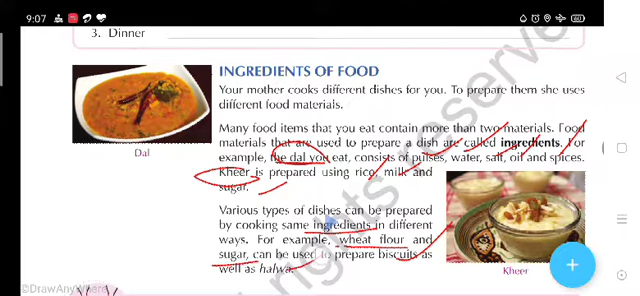 9:07
60
3. Dinner
INGREDIENTS OF FOOD
Your mother cooks different dishes for you. To prepare them she uses
different food materials.
Many food items that you eat contain more than two materials. Food
materials that are used to prepare a dish are called ingredients. For
example, the dal you eat, consists of pulses, water, salt, oil and spices.
Kheer is prepared using rice, milk and
sugar.
Dal
Various types of dishes can be prepared
by cooking same ingredients in different
ways. For example, wheat flour and
sugar, can be used to prepare biscuits as
well as halwa.
Kheer
rights reserve
©DrawAnyWhere